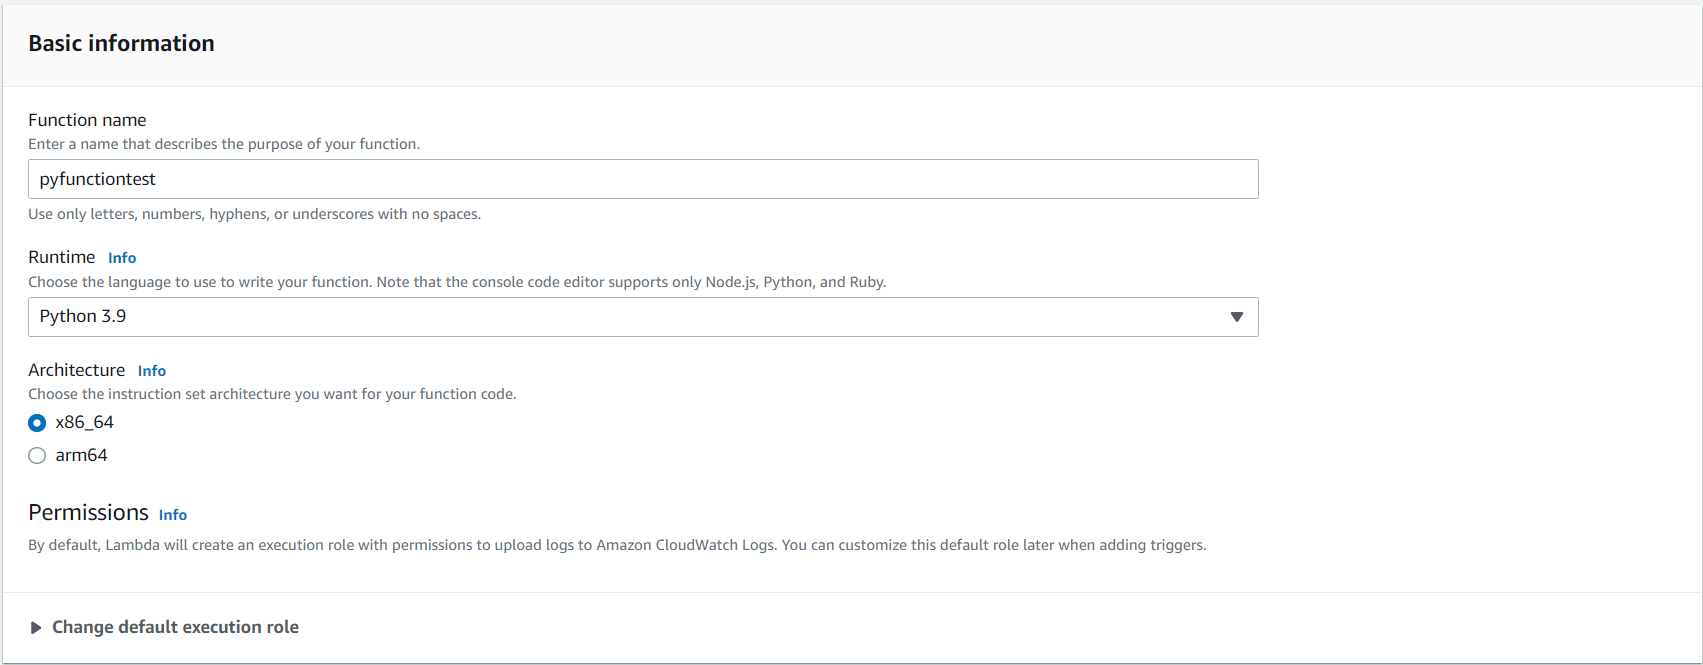 Basic information
Function name
Enter a name that describes the purpose of your function.
pyfunctiontest
Use only letters, numbers, hyphens, or underscores with no spaces.
Runtime Info
Choose the language to use to write your function. Note that the console code editor supports only Node.js, Python, and Ruby.
Python 3.9
Architecture Info
Choose the instruction set architecture you want for your function code.
x86_64
arm64
Permissions Info
By default, Lambda will create an execution role with permissions to upload logs to Amazon CloudWatch Logs. You can customize this default role later when adding triggers.
Change default execution role